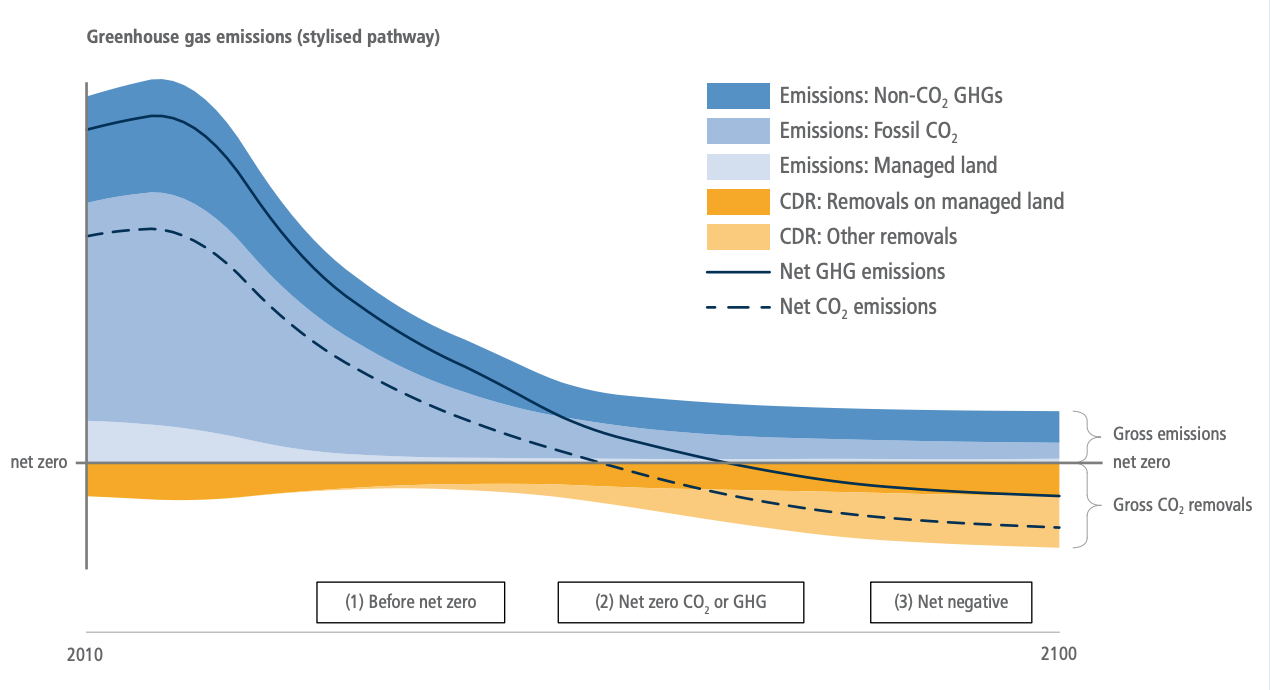 Greenhouse gas emissions (stylised pathway)
Emissions: Non-CO₂ GHGs
Emissions: Fossil CO₂
Emissions: Managed land
CDR: Removals on managed land
CDR: Other removals
Net GHG emissions
Net CO₂ emissions
Gross emissions
net zero
net zero
Gross CO₂ removals
(1) Before net zero
(2) Net zero CO₂ or GHG
(3) Net negative
2010
2100